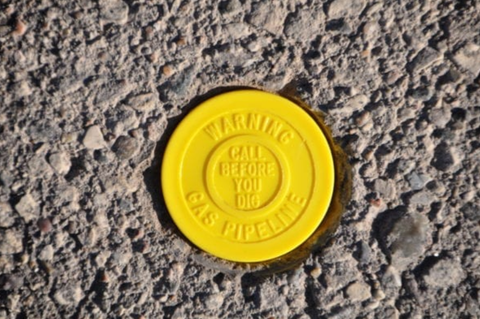 WARNING
CALL
BEFORE
YOU
DIG
GAS PIPELINE